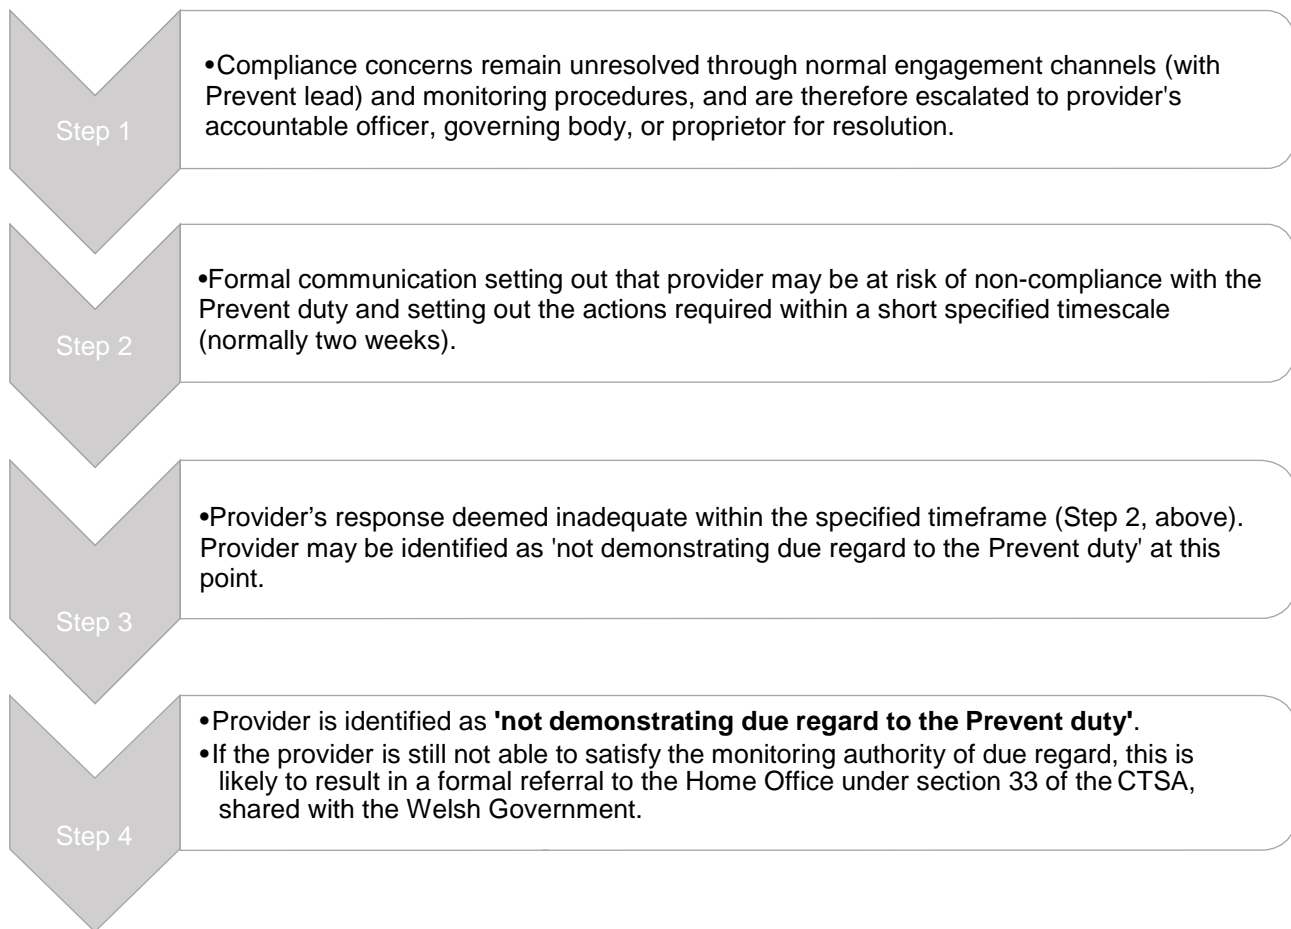 Step 1
•Compliance concerns remain unresolved through normal engagement channels (with
Prevent lead) and monitoring procedures, and are therefore escalated to provider's
accountable officer, governing body, or proprietor for resolution.
Step 2
•Formal communication setting out that provider may be at risk of non-compliance with the
Prevent duty and setting out the actions required within a short specified timescale
(normally two weeks).
Step 3
•Provider’s response deemed inadequate within the specified timeframe (Step 2, above).
Provider may be identified as 'not demonstrating due regard to the Prevent duty' at this
point.
Step 4
•Provider is identified as 'not demonstrating due regard to the Prevent duty'.
•If the provider is still not able to satisfy the monitoring authority of due regard, this is
likely to result in a formal referral to the Home Office under section 33 of the CTSA,
shared with the Welsh Government.